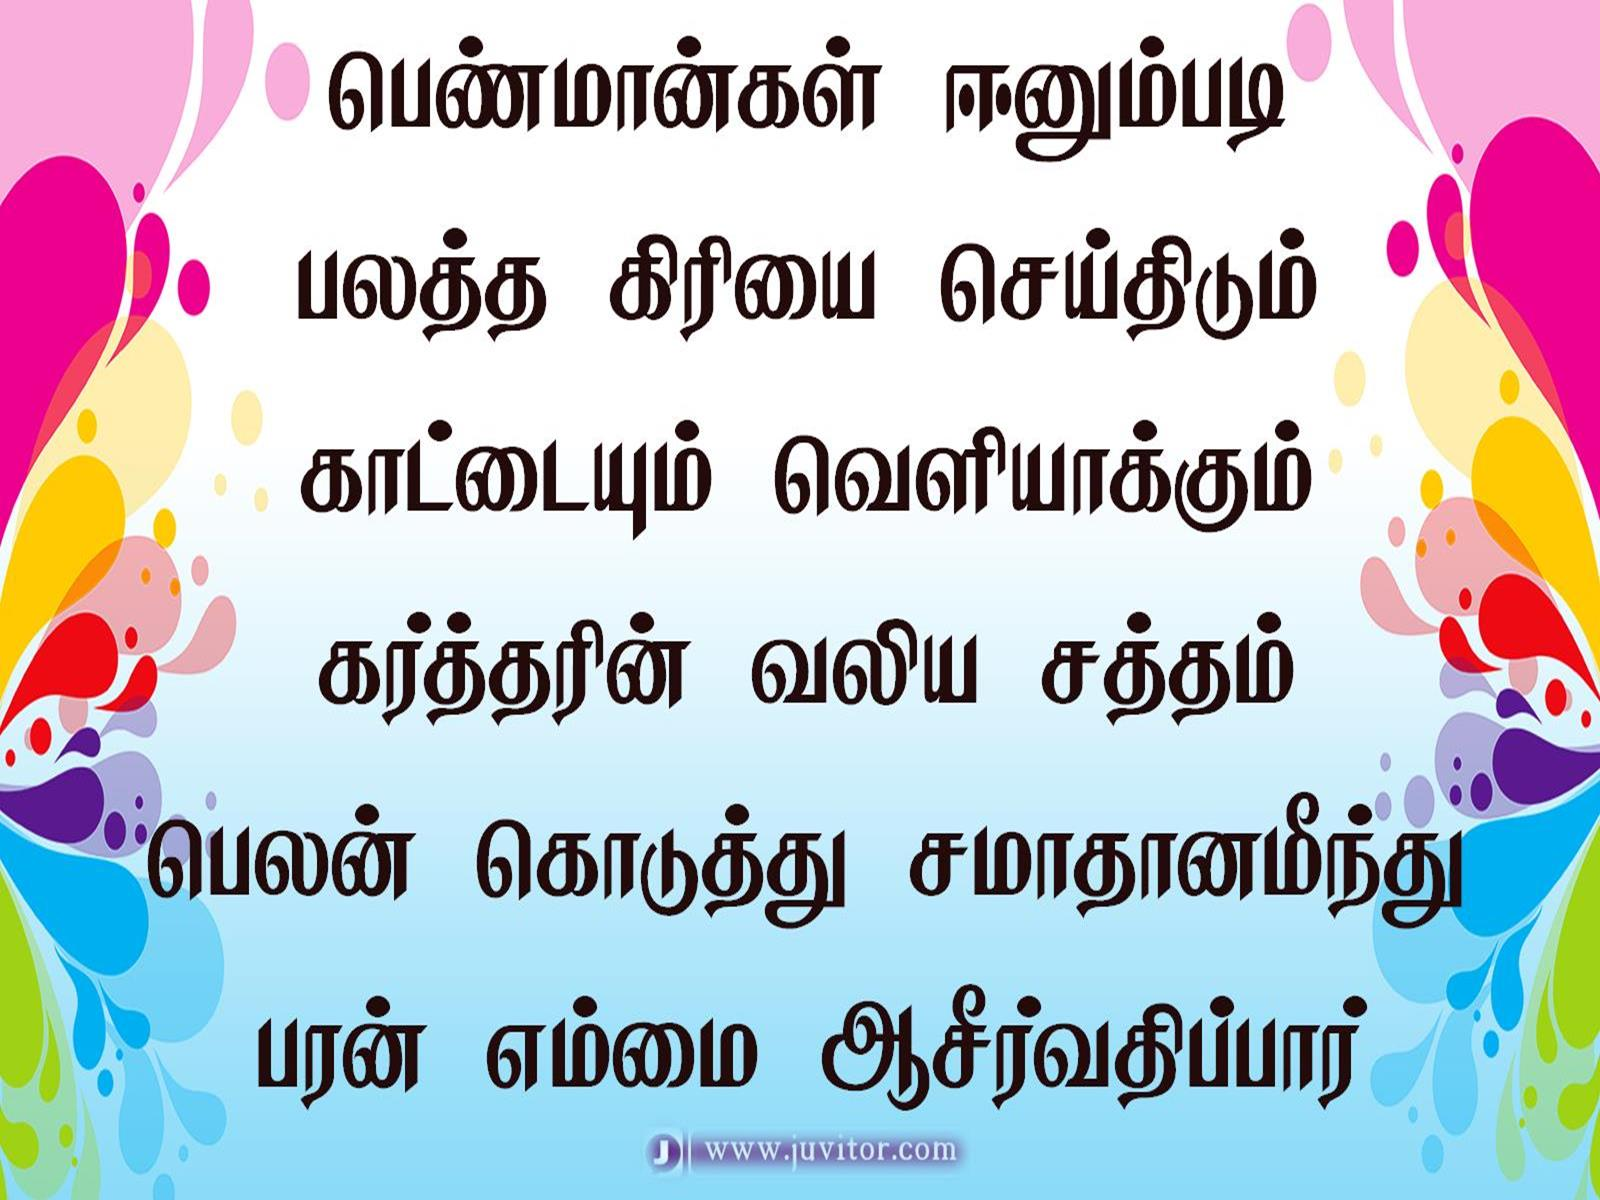 பெண்மான்கள் ஈனும்படி
பலத்த கிரியை செய்திடும்
காட்டையும் வெளியாக்கும்
கர்த்தரின் வலிய சத்தம்
பெலன் கொடுத்து சமாதானமீந்து
பரன் எம்மை ஆசீர்வதிப்பார்
J www.juvitor.com